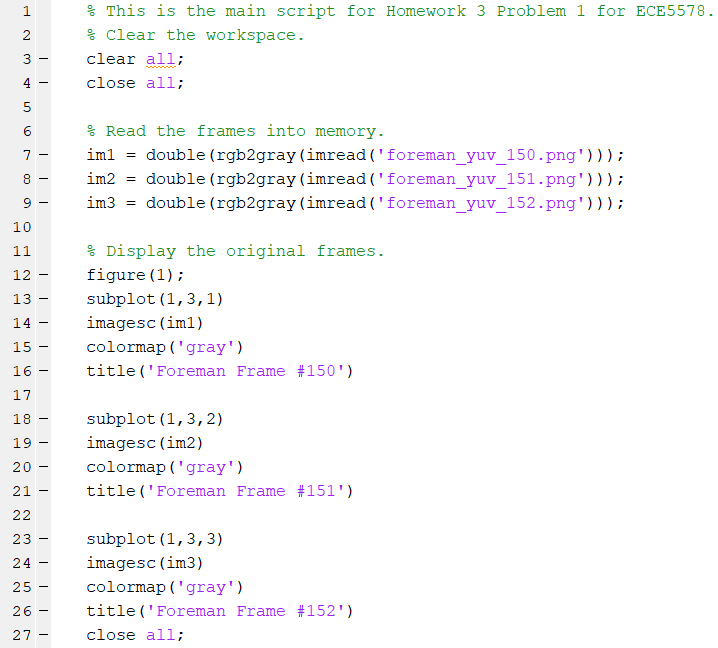 1 % This is the main script for Homework 3 Problem 1 for ECE5578.
2 % Clear the workspace.
3 – clear all;
4 – close all;
5
6 % Read the frames into memory.
7 – im1 = double(rgb2gray(imread('foreman_yuv_150.png')));
8 – im2 = double(rgb2gray(imread('foreman_yuv_151.png')));
9 – im3 = double(rgb2gray(imread('foreman_yuv_152.png')));
10
11 % Display the original frames.
12 – figure(1);
13 – subplot(1,3,1)
14 – imagesc(im1)
15 – colormap('gray')
16 – title('Foreman Frame #150')
17
18 – subplot(1,3,2)
19 – imagesc(im2)
20 – colormap('gray')
21 – title('Foreman Frame #151')
22
23 – subplot(1,3,3)
24 – imagesc(im3)
25 – colormap('gray')
26 – title('Foreman Frame #152')
27 – close all;